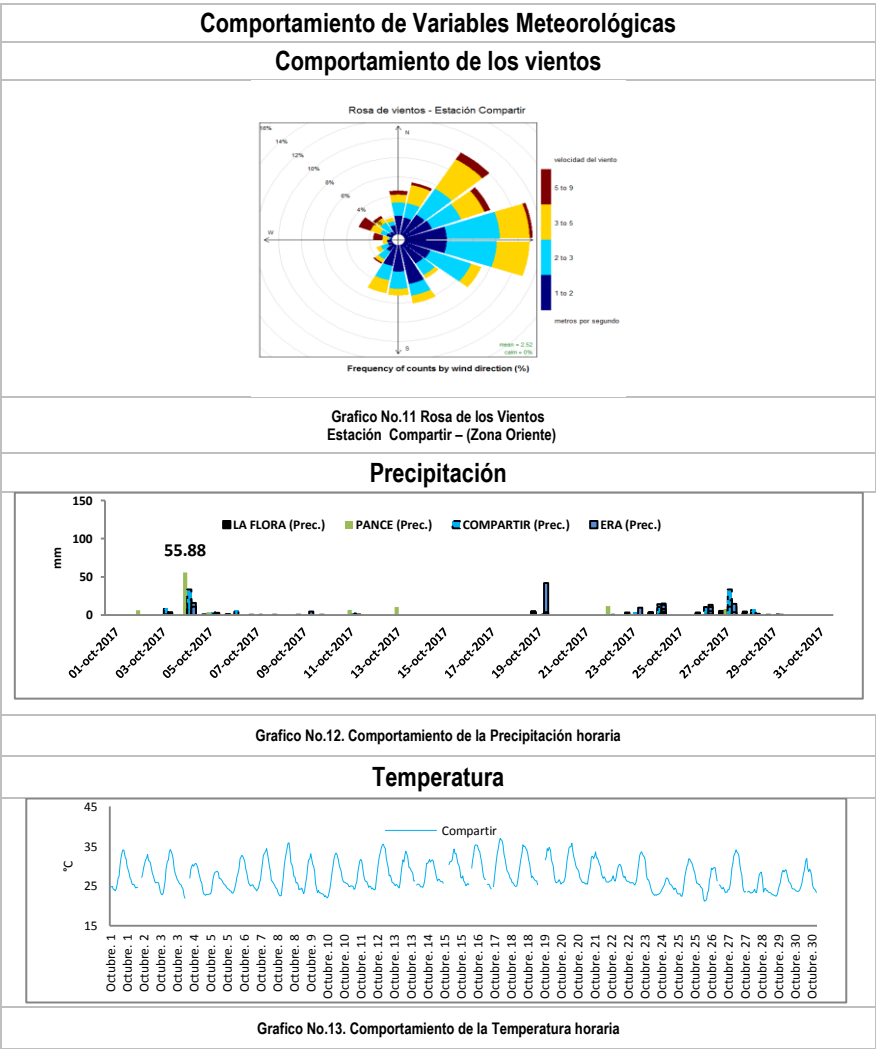 Comportamiento de Variables Meteorológicas
Comportamiento de los vientos
Rosa de vientos - Estación Compartir
16%
14%
12%
10%
8%
6%
4%
N
W
S
velocidad del viento
5 to 9
3 to 5
2 to 3
1 to 2
metros por segundo
mean = 2.52
calm = 0%
Frequency of counts by wind direction (%)
Grafico No.11 Rosa de los Vientos
Estación Compartir – (Zona Oriente)
Precipitación
150
100
50
0
mm
LA FLORA (Prec.) PANCE (Prec.) COMPARTIR (Prec.) ERA (Prec.)
55.88
01-oct-2017 03-oct-2017 05-oct-2017 07-oct-2017 09-oct-2017 11-oct-2017 13-oct-2017 15-oct-2017 17-oct-2017 19-oct-2017 21-oct-2017 23-oct-2017 25-oct-2017 27-oct-2017 29-oct-2017 31-oct-2017
Grafico No.12. Comportamiento de la Precipitación horaria
Temperatura
45
35
25
15
°C
Compartir
Octubre. 1
Octubre. 1
Octubre. 2
Octubre. 3
Octubre. 3
Octubre. 4
Octubre. 5
Octubre. 5
Octubre. 6
Octubre. 7
Octubre. 8
Octubre. 8
Octubre. 9
Octubre. 10
Octubre. 10
Octubre. 11
Octubre. 12
Octubre. 13
Octubre. 13
Octubre. 14
Octubre. 15
Octubre. 15
Octubre. 16
Octubre. 17
Octubre. 17
Octubre. 18
Octubre. 19
Octubre. 20
Octubre. 20
Octubre. 21
Octubre. 22
Octubre. 22
Octubre. 23
Octubre. 24
Octubre. 25
Octubre. 25
Octubre. 26
Octubre. 27
Octubre. 27
Octubre. 28
Octubre. 29
Octubre. 30
Octubre. 30
Grafico No.13. Comportamiento de la Temperatura horaria